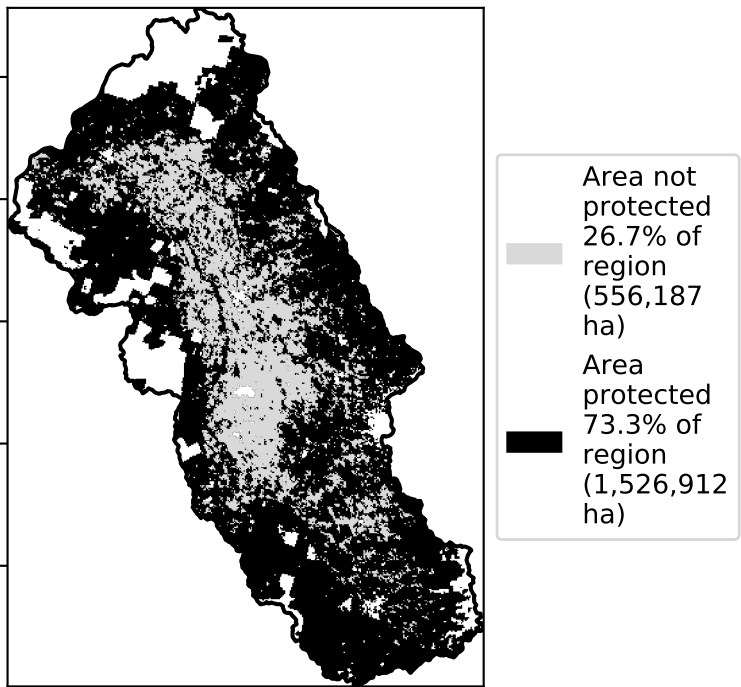 Area not
protected
26.7% of
region
(556,187
ha)
Area
protected
73.3% of
region
(1,526,912
ha)